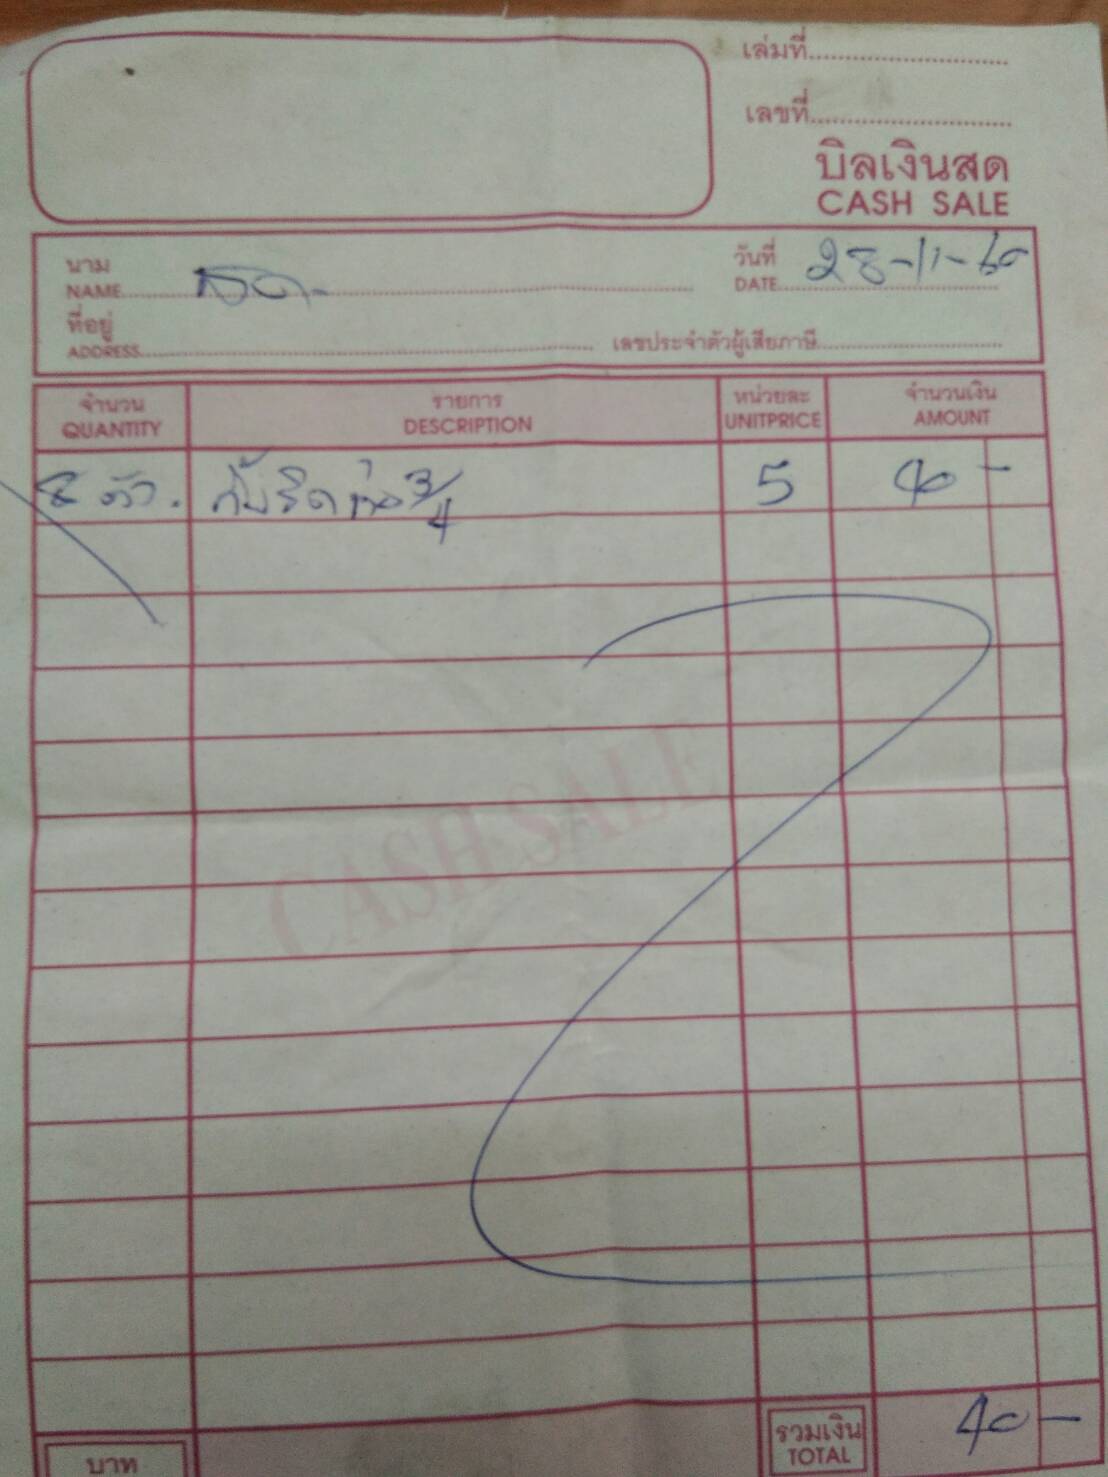 เล่มที่
เลขที่
บิลเงินสด
CASH SALE
นาม
NAME สด
วันที่
DATE 28-11-60
ที่อยู่
ADDRESS
เลขประจำตัวผู้เสียภาษี
จำนวน
QUANTITY
รายการ
DESCRIPTION
หน่วยละ
UNITPRICE
จำนวนเงิน
AMOUNT
8 ตัว. กิ๊บรัดท่อ 3/4 5 40 -
CASH SALE
รวมเงิน
TOTAL 40 -
บาท